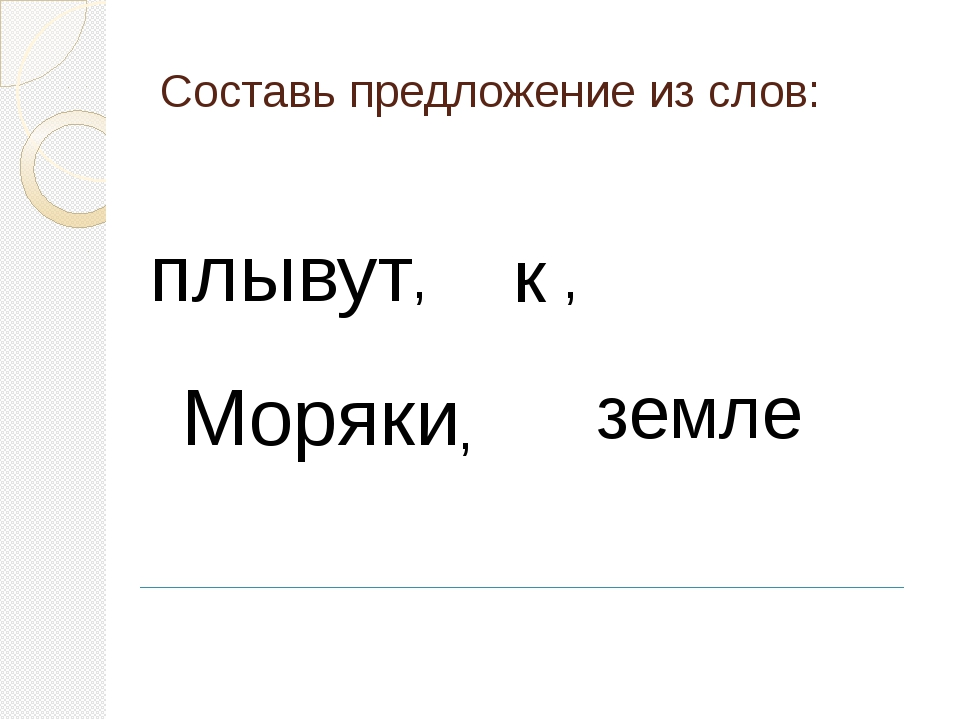 Составь предложение из слов:
плывут, к ,
Моряки, земле